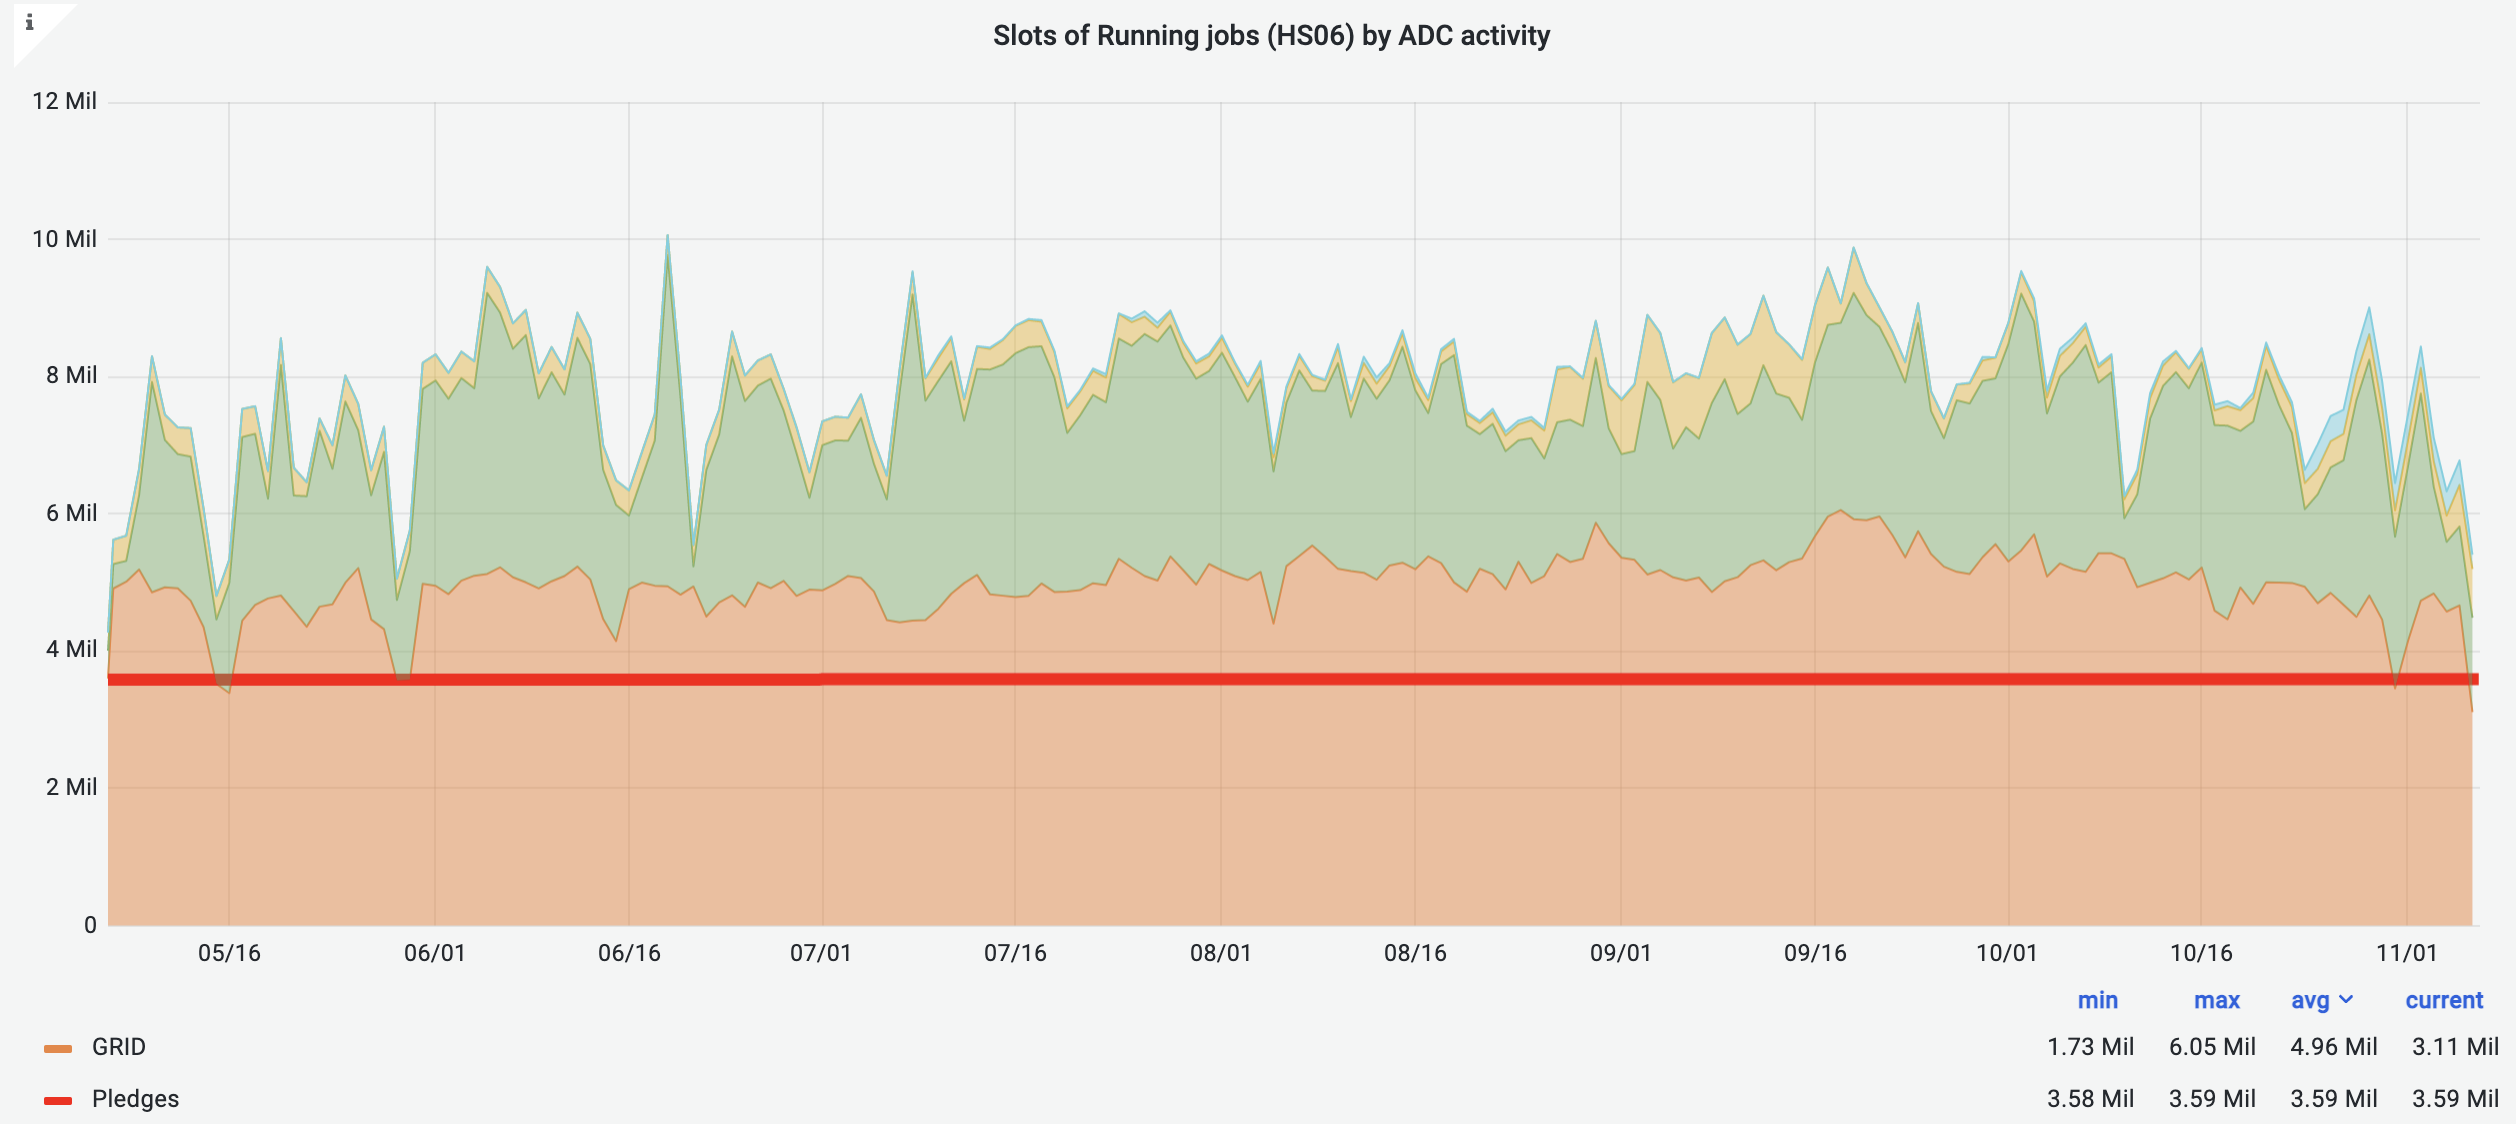 i
Slots of Running jobs (HS06) by ADC activity
12 Mil
10 Mil
8 Mil
6 Mil
4 Mil
2 Mil
0
05/16 06/01 06/16 07/01 07/16 08/01 08/16 09/01 09/16 10/01 10/16 11/01
min max avg current
GRID 1.73 Mil 6.05 Mil 4.96 Mil 3.11 Mil
Pledges 3.58 Mil 3.59 Mil 3.59 Mil 3.59 Mil